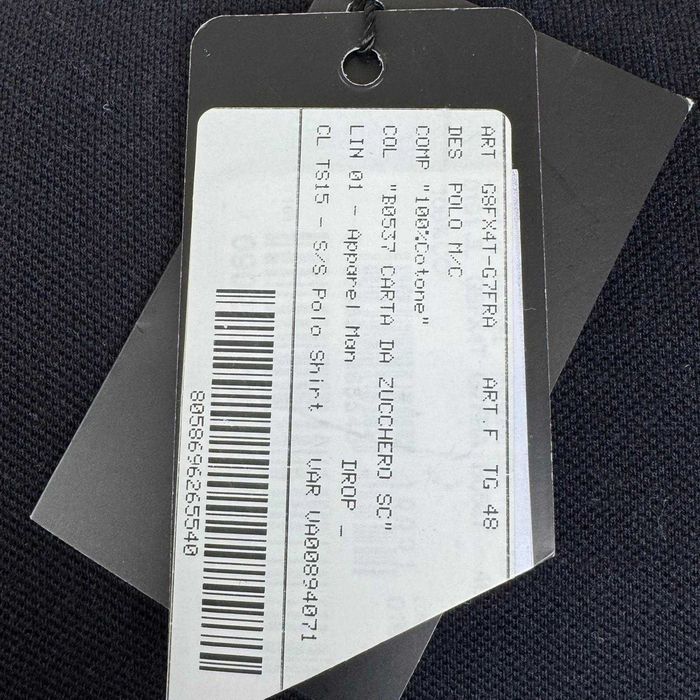 ART G8FX4T-G7FRA ART.F TG 48
DES POLO M/C
COMP "100%Cotone"
COL "B0537 CARTA DA ZUCCHERO SC"
LIN 01 - Apparel Man DROP -
CL TS15 - S/S Polo Shirt VAR VA00894071
8058696265540